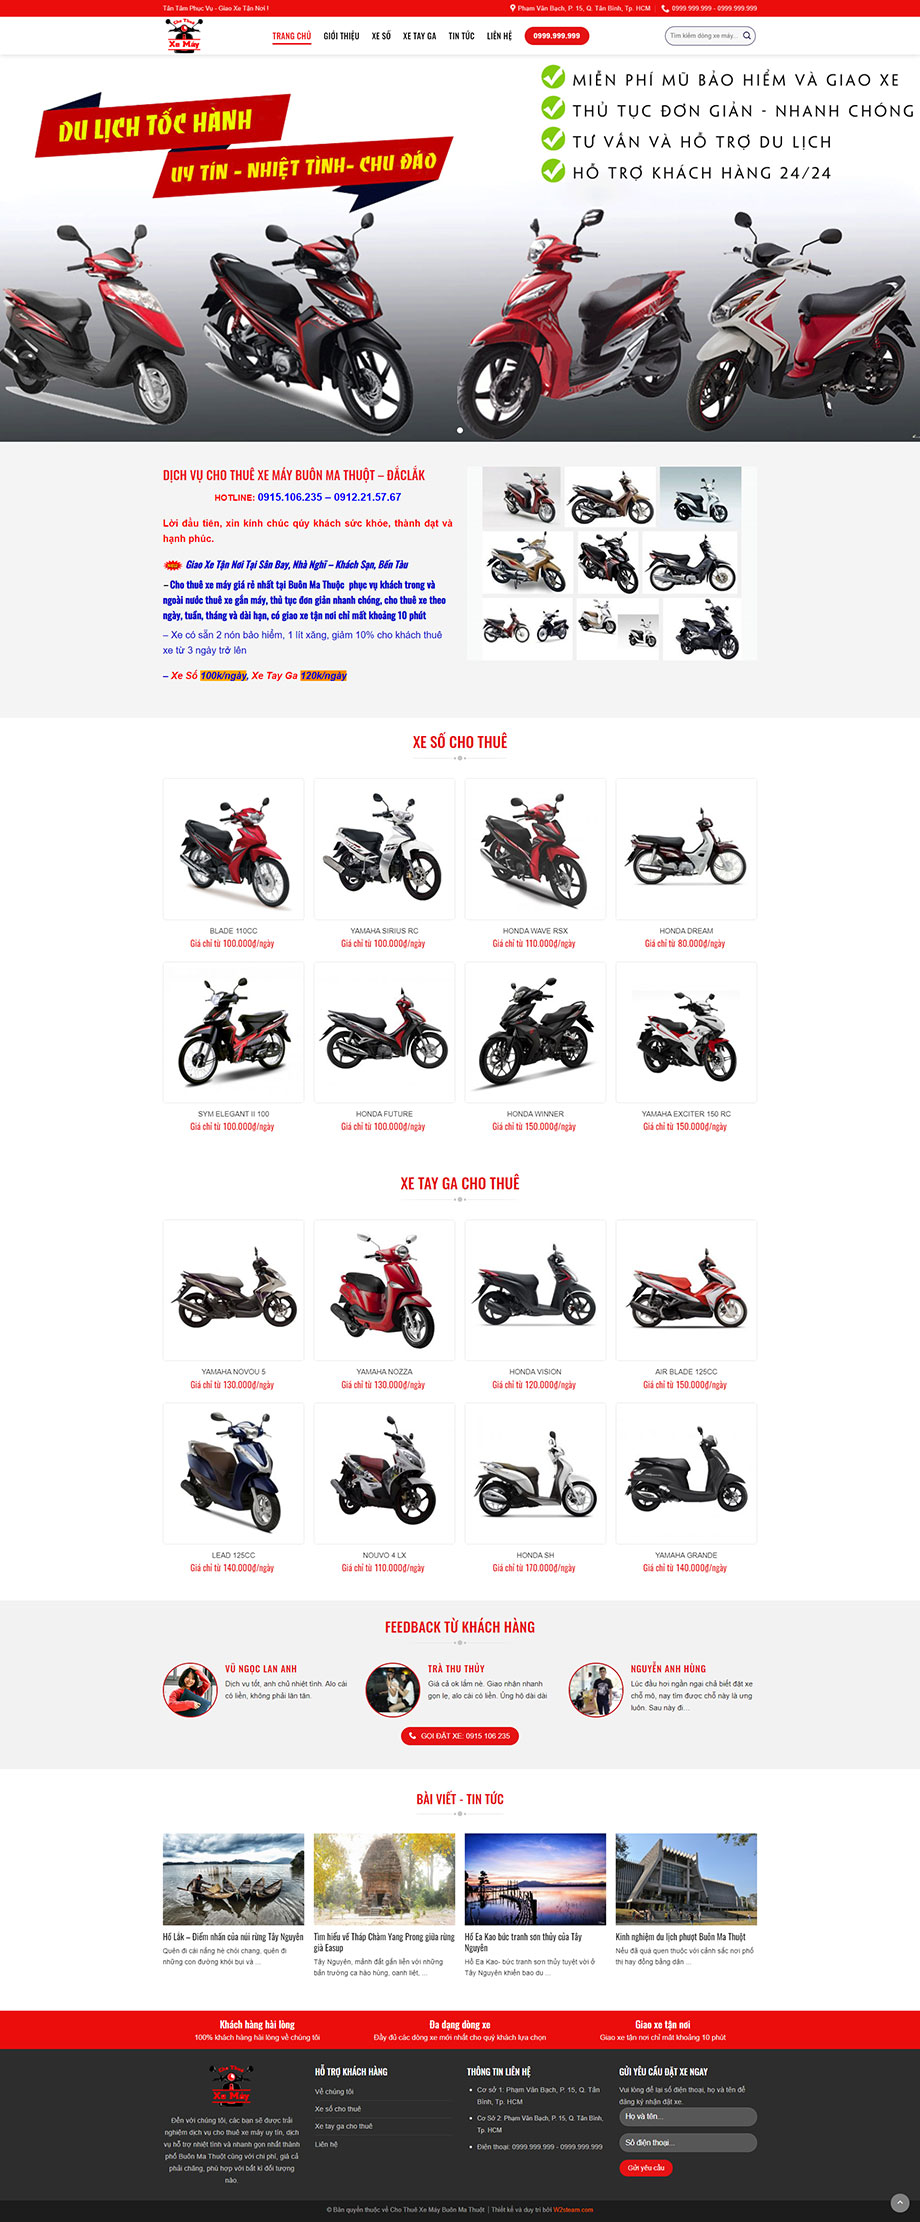 Tận Tâm Phục Vụ - Giao Xe Tận Nơi !
Phạm Văn Bạch, P. 15, Q. Tân Bình, Tp. HCM
0999.999.999 - 0999.999.999
Cho Thuê
Xe Máy
TRANG CHỦ
GIỚI THIỆU
XE SỐ
XE TAY GA
TIN TỨC
LIÊN HỆ
0999.999.999
Tìm kiếm dòng xe máy...
DU LỊCH TỐC HÀNH
UY TÍN - NHIỆT TÌNH- CHU ĐÁO
MIỄN PHÍ MŨ BẢO HIỂM VÀ GIAO XE
THỦ TỤC ĐƠN GIẢN - NHANH CHÓNG
TƯ VẤN VÀ HỖ TRỢ DU LỊCH
HỖ TRỢ KHÁCH HÀNG 24/24
DỊCH VỤ CHO THUÊ XE MÁY BUÔN MA THUỘT – ĐẮCLẮK
HOTLINE: 0915.106.235 – 0912.21.57.67
Lời đầu tiên, xin kính chúc qúy khách sức khỏe, thành đạt và
hạnh phúc.
Giao Xe Tận Nơi Tại Sân Bay, Nhà Nghĩ – Khách Sạn, Bến Tàu
– Cho thuê xe máy giá rẻ nhất tại Buôn Ma Thuộc phục vụ khách trong và
ngoài nước thuê xe gắn máy, thủ tục đơn giản nhanh chóng, cho thuê xe theo
ngày, tuần, tháng và dài hạn, có giao xe tận nơi chỉ mất khoảng 10 phút
– Xe có sẵn 2 nón bảo hiểm, 1 lít xăng, giảm 10% cho khách thuê
xe từ 3 ngày trở lên
– Xe Số 100k/ngày, Xe Tay Ga 120k/ngày
XE SỐ CHO THUÊ
BLADE 110CC
Giá chỉ từ 100.000₫/ngày
YAMAHA SIRIUS RC
Giá chỉ từ 100.000₫/ngày
HONDA WAVE RSX
Giá chỉ từ 110.000₫/ngày
HONDA DREAM
Giá chỉ từ 80.000₫/ngày
SYM ELEGANT II 100
Giá chỉ từ 100.000₫/ngày
HONDA FUTURE
Giá chỉ từ 100.000₫/ngày
HONDA WINNER
Giá chỉ từ 150.000₫/ngày
YAMAHA EXCITER 150 RC
Giá chỉ từ 150.000₫/ngày
XE TAY GA CHO THUÊ
YAMAHA NOVOU 5
Giá chỉ từ 130.000₫/ngày
YAMAHA NOZZA
Giá chỉ từ 130.000₫/ngày
HONDA VISION
Giá chỉ từ 120.000₫/ngày
AIR BLADE 125CC
Giá chỉ từ 150.000₫/ngày
LEAD 125CC
Giá chỉ từ 140.000₫/ngày
NOUVO 4 LX
Giá chỉ từ 110.000₫/ngày
HONDA SH
Giá chỉ từ 170.000₫/ngày
YAMAHA GRANDE
Giá chỉ từ 140.000₫/ngày
FEEDBACK TỪ KHÁCH HÀNG
VŨ NGỌC LAN ANH
Dịch vụ tốt, anh chủ nhiệt tình. Alo cái
có liền, không phải lăn tăn.
TRÀ THU THỦY
Giá cả ok lắm nè. Giao nhận nhanh
gọn lẹ, alo cái có liền. Ủng hộ dài dài
NGUYỄN ANH HÙNG
Lúc đầu hơi ngần ngại chả biết đặt xe
chỗ mô, nay tìm được chỗ này là ưng
luôn. Sau này đi...
GỌI ĐẶT XE: 0915 106 235
BÀI VIẾT - TIN TỨC
Hồ Lắk – Điểm nhấn của núi rừng Tây Nguyên
Quên đi cái nắng hè chói chang, quên đi
những con đường khói bụi và ...
Tìm hiểu về Tháp Chàm Yang Prong giữa rừng
già Easup
Tây Nguyên, mảnh đất gắn liền với những
bản trường ca hào hùng, oanh liệt, ...
Hồ Ea Kao bức tranh sơn thủy của Tây
Nguyên
Hồ Ea Kao- bức tranh sơn thủy tuyệt vời ở
Tây Nguyên khiến bao du ...
Kinh nghiệm du lịch phượt Buôn Ma Thuột
Nếu đã quá quen thuộc với cảnh sắc nơi phố
thị hay đồng bằng dân ...
Khách hàng hài lòng
100% khách hàng hài lòng về chúng tôi
Đa dạng dòng xe
Đầy đủ các dòng xe mới nhất cho quý khách lựa chọn
Giao xe tận nơi
Giao xe tận nơi chỉ mất khoảng 10 phút
Cho Thuê
Xe Máy
Đến với chúng tôi, các bạn sẽ được trải
nghiệm dịch vụ cho thuê xe máy uy tín, dịch
vụ hỗ trợ nhiệt tình và nhanh gọn nhất thành
phố Buôn Ma Thuột cùng với chi phí, giá cả
phải chăng, phù hợp với bất kì đối tượng
nào.
HỖ TRỢ KHÁCH HÀNG
Về chúng tôi
Xe số cho thuê
Xe tay ga cho thuê
Liên hệ
THÔNG TIN LIÊN HỆ
Cơ sở 1: Phạm Văn Bạch, P. 15, Q. Tân
Bình, Tp. HCM
Cơ Sở 2: Phạm Văn Bạch, P. 15, Q. Tân Bình,
Tp. HCM
Điện thoại: 0999.999.999 - 0999.999.999
GỬI YÊU CẦU ĐẶT XE NGAY
Vui lòng để lại số điện thoại, họ và tên để
đăng ký nhận đặt xe.
Họ và tên...
Số điện thoại...
Gửi yêu cầu
© Bản quyền thuộc về Cho Thuê Xe Máy Buôn Ma Thuột | Thiết kế và duy trì bởi W2steam.com